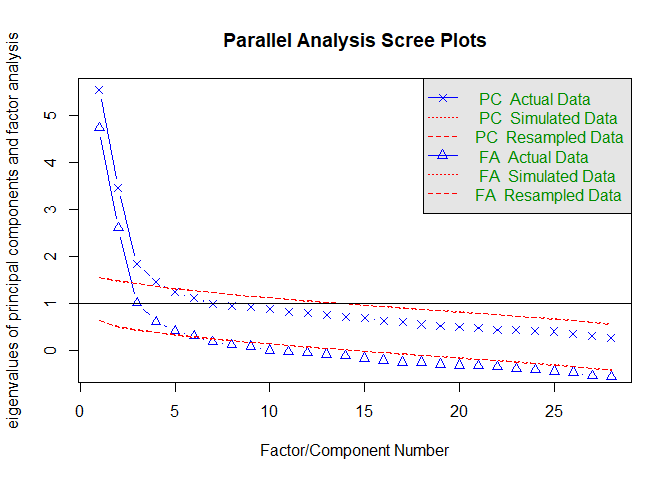 Parallel Analysis Scree Plots
eigenvalues of principal components and factor analysis
5
4
3
2
1
0
PC Actual Data
PC Simulated Data
PC Resampled Data
FA Actual Data
FA Simulated Data
FA Resampled Data
0 5 10 15 20 25
Factor/Component Number